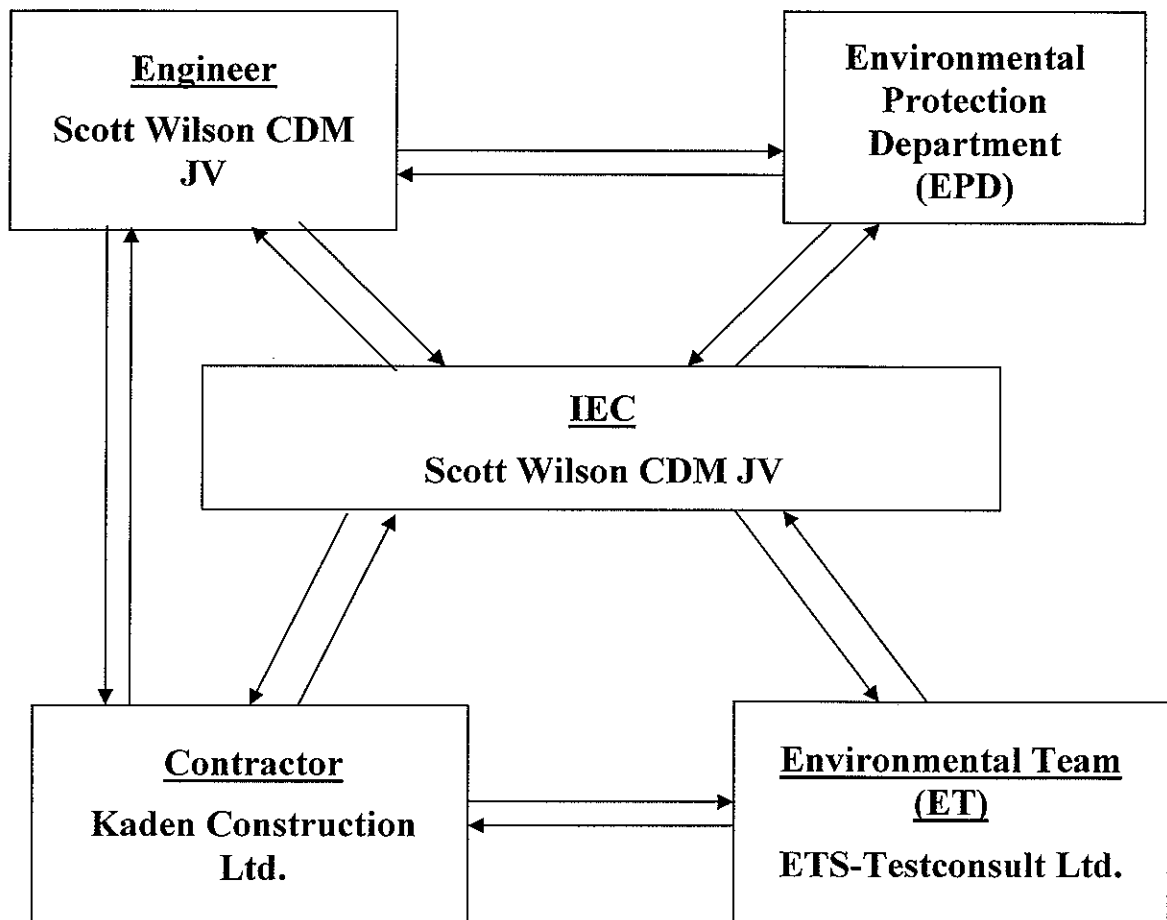 Engineer
Scott Wilson CDM
JV
Environmental
Protection
Department
(EPD)
IEC
Scott Wilson CDM JV
Contractor
Kaden Construction
Ltd.
Environmental Team
(ET)
ETS-Testconsult Ltd.